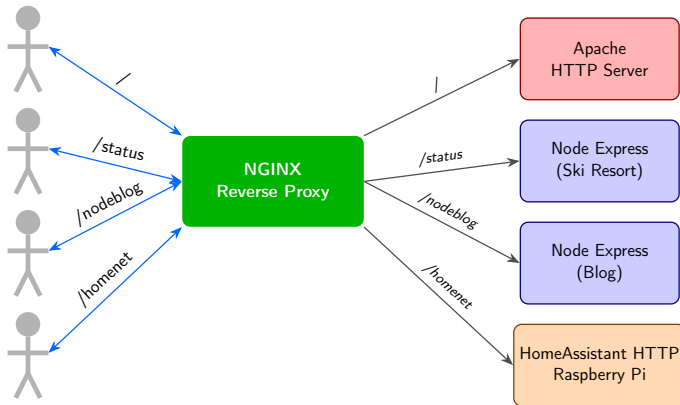 /
/status
/nodeblog
/homenet
NGINX
Reverse Proxy
/
/status
/nodeblog
/homenet
Apache
HTTP Server
Node Express
(Ski Resort)
Node Express
(Blog)
HomeAssistant HTTP
Raspberry Pi